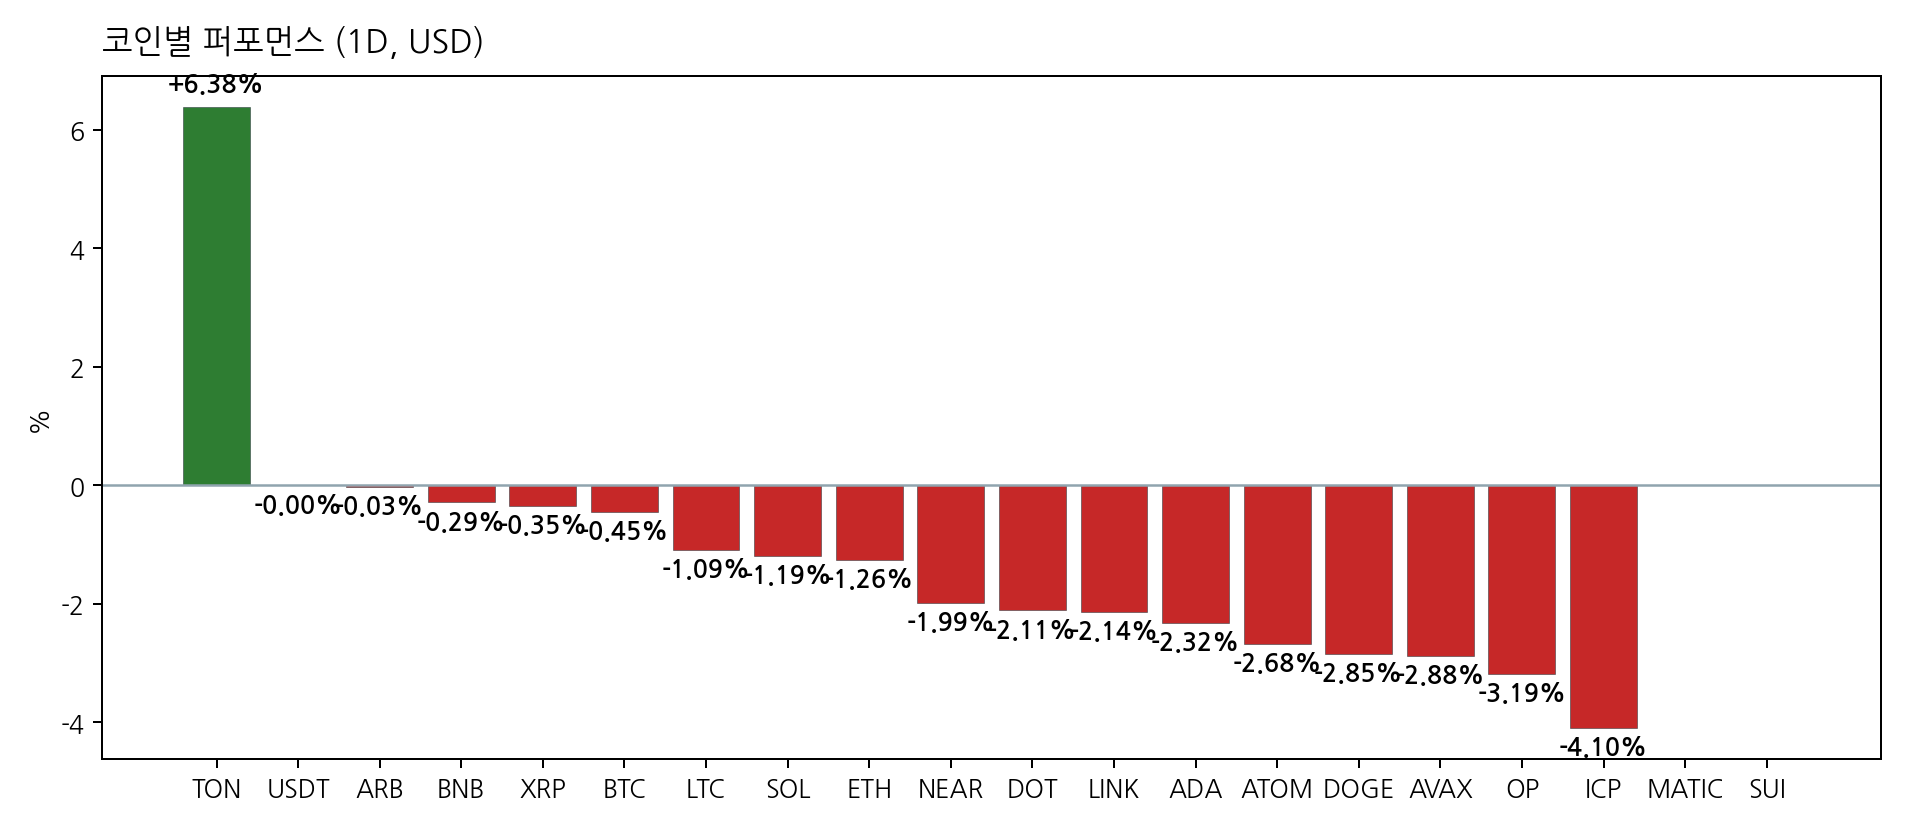 코인별 퍼포먼스 (1D, USD)
+6.38%
6
4
2
%
0
-0.00% -0.03% -0.29% -0.35% -0.45% -1.09% -1.19% -1.26% -1.99% -2.11% -2.14% -2.32% -2.68% -2.85% -2.88% -3.19% -4.10%
-2
-4
TON USDT ARB BNB XRP BTC LTC SOL ETH NEAR DOT LINK ADA ATOM DOGE AVAX OP ICP MATIC SUI